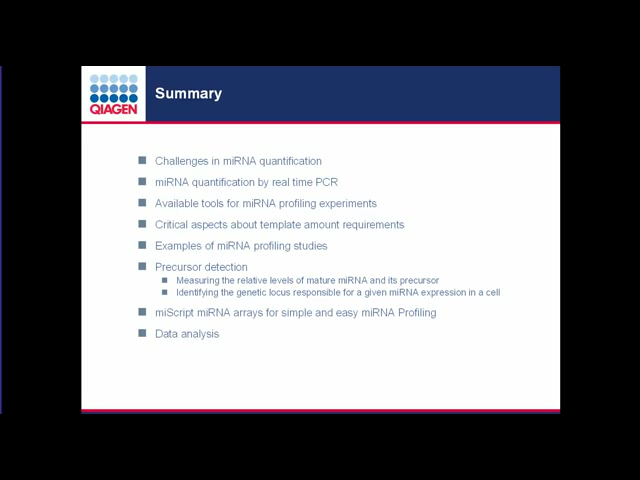 QIAGEN
Summary
Challenges in miRNA quantification
miRNA quantification by real time PCR
Available tools for miRNA profiling experiments
Critical aspects about template amount requirements
Examples of miRNA profiling studies
Precursor detection
Measuring the relative levels of mature miRNA and its precursor
Identifying the genetic locus responsible for a given miRNA expression in a cell
miScript miRNA arrays for simple and easy miRNA Profiling
Data analysis